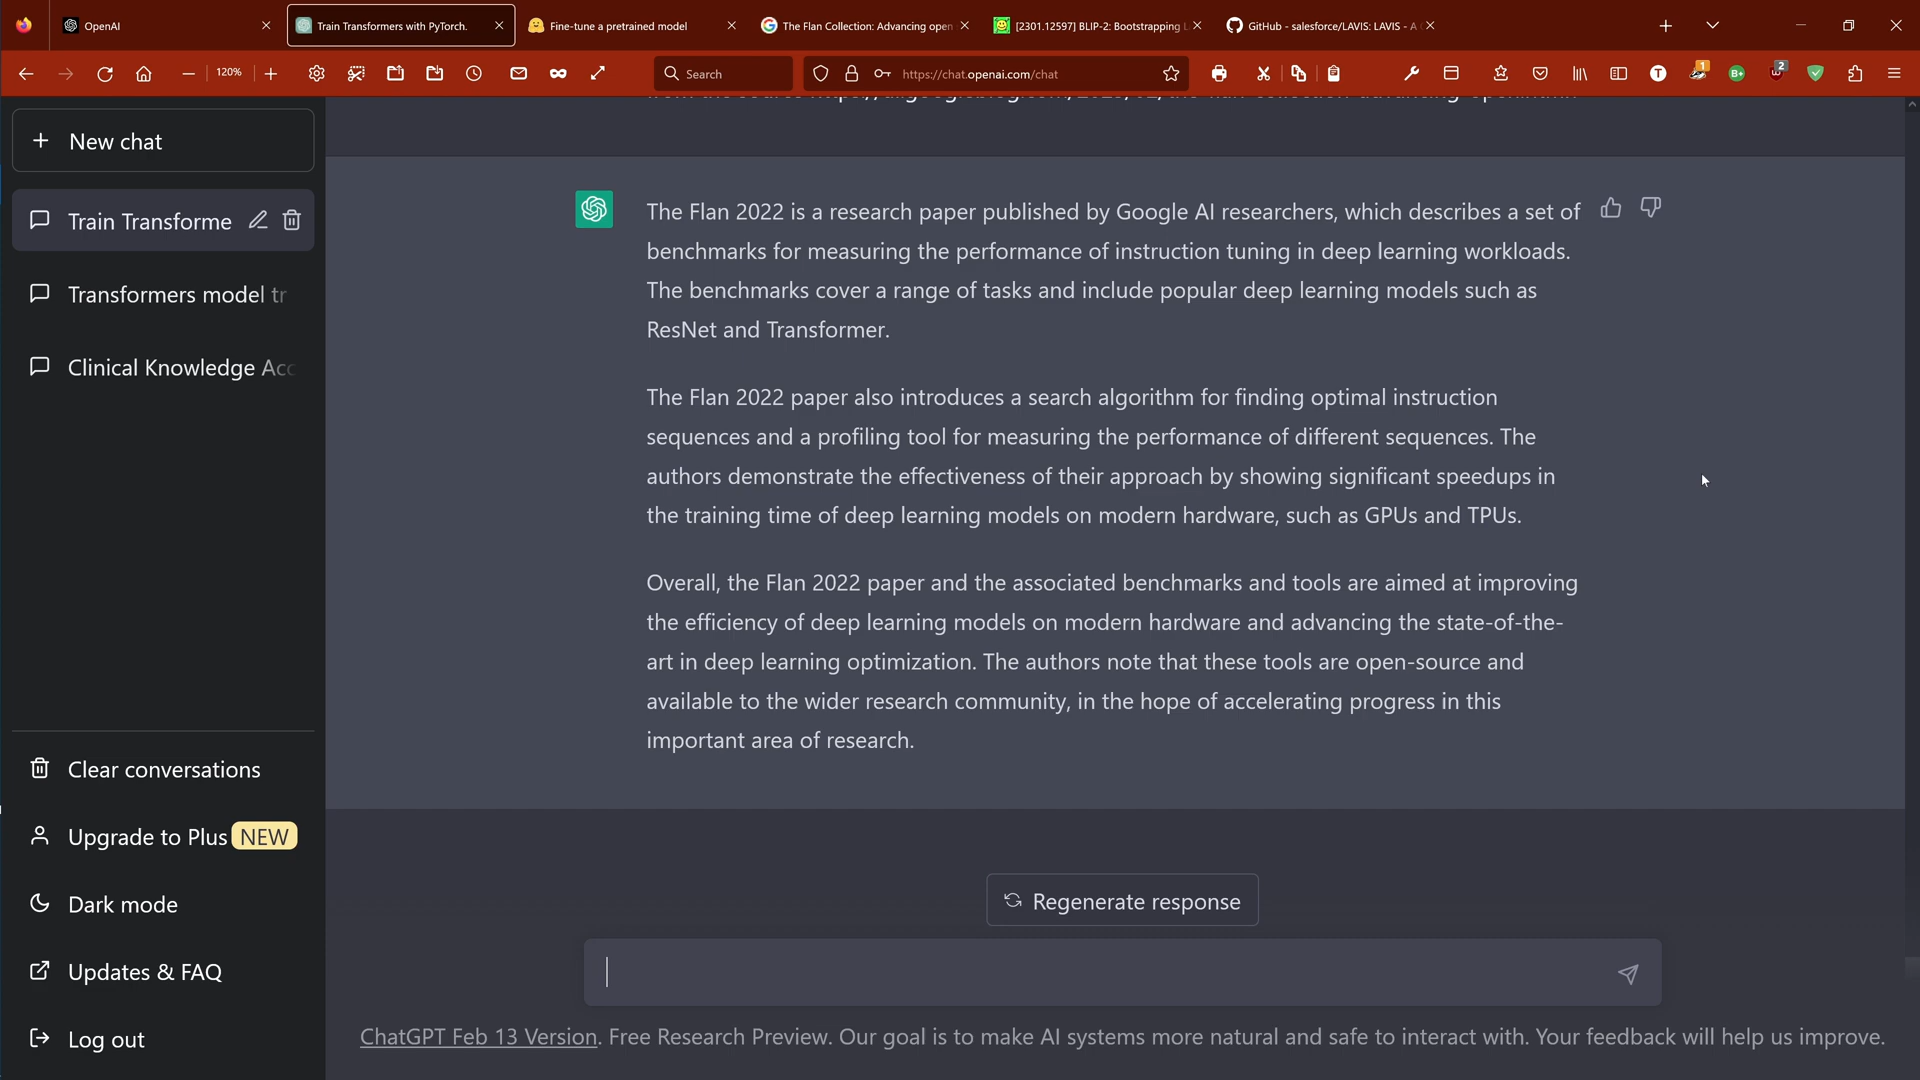 OpenAI
Train Transformers with PyTorch.
Fine-tune a pretrained model
The Flan Collection: Advancing open
[2301.12597] BLIP-2: Bootstrapping L
GitHub - salesforce/LAVIS: LAVIS - A
120%
Search
https://chat.openai.com/chat
1
2
New chat
Train Transforme
Transformers model tr
Clinical Knowledge Acc
Clear conversations
Upgrade to Plus NEW
Dark mode
Updates & FAQ
Log out
The Flan 2022 is a research paper published by Google AI researchers, which describes a set of
benchmarks for measuring the performance of instruction tuning in deep learning workloads.
The benchmarks cover a range of tasks and include popular deep learning models such as
ResNet and Transformer.
The Flan 2022 paper also introduces a search algorithm for finding optimal instruction
sequences and a profiling tool for measuring the performance of different sequences. The
authors demonstrate the effectiveness of their approach by showing significant speedups in
the training time of deep learning models on modern hardware, such as GPUs and TPUs.
Overall, the Flan 2022 paper and the associated benchmarks and tools are aimed at improving
the efficiency of deep learning models on modern hardware and advancing the state-of-the-
art in deep learning optimization. The authors note that these tools are open-source and
available to the wider research community, in the hope of accelerating progress in this
important area of research.
Regenerate response
ChatGPT Feb 13 Version. Free Research Preview. Our goal is to make AI systems more natural and safe to interact with. Your feedback will help us improve.